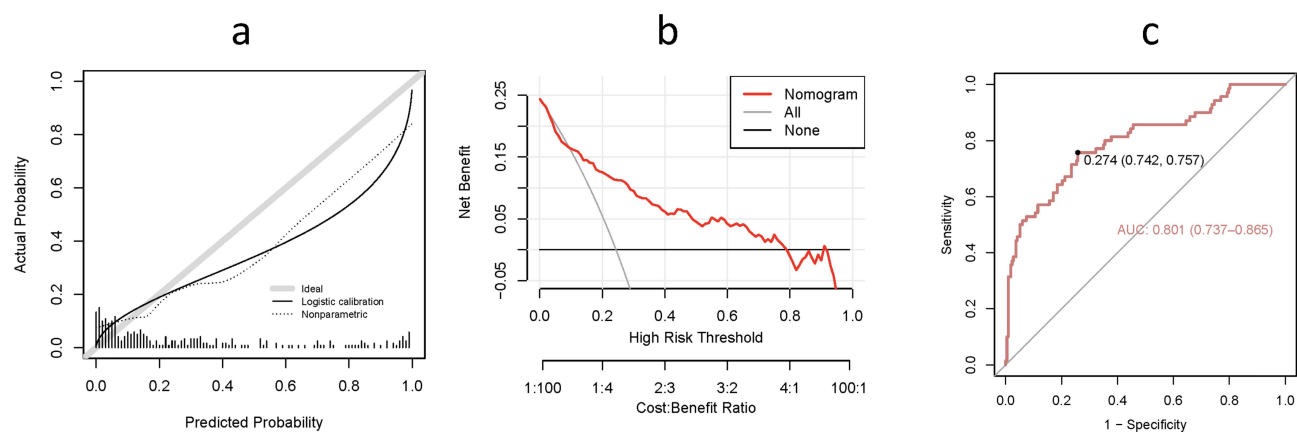 a
b
c
Actual Probability
1.0
0.8
0.6
0.4
0.2
0.0
Ideal
Logistic calibration
Nonparametric
0.0 0.2 0.4 0.6 0.8 1.0
Predicted Probability
Net Benefit
0.25
0.15
0.05
−0.05
Nomogram
All
None
0.0 0.2 0.4 0.6 0.8 1.0
High Risk Threshold
1:100 1:4 2:3 3:2 4:1 100:1
Cost:Benefit Ratio
Sensitivity
1.0
0.8
0.6
0.4
0.2
0.0
0.274 (0.742, 0.757)
AUC: 0.801 (0.737–0.865)
0.0 0.2 0.4 0.6 0.8 1.0
1 − Specificity